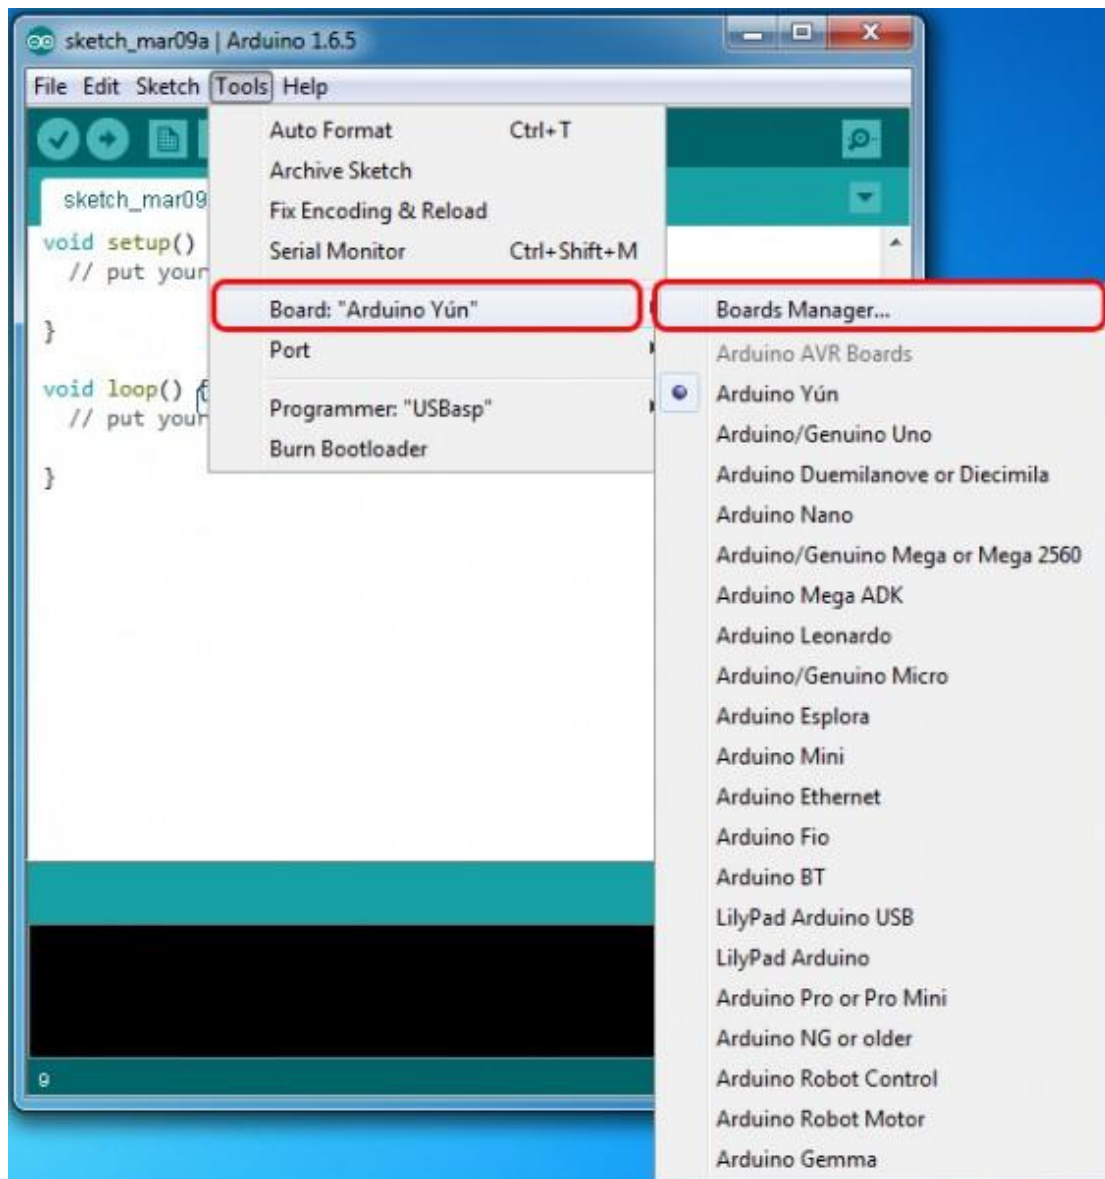 sketch_mar09a | Arduino 1.6.5
File Edit Sketch Tools Help
sketch_mar09
void setup()
// put your
}
void loop() {
// put your
}
Auto Format Ctrl+T
Archive Sketch
Fix Encoding & Reload
Serial Monitor Ctrl+Shift+M
Board: "Arduino Yún"
Port
Programmer: "USBasp"
Burn Bootloader
Boards Manager...
Arduino AVR Boards
Arduino Yún
Arduino/Genuino Uno
Arduino Duemilanove or Diecimila
Arduino Nano
Arduino/Genuino Mega or Mega 2560
Arduino Mega ADK
Arduino Leonardo
Arduino/Genuino Micro
Arduino Esplora
Arduino Mini
Arduino Ethernet
Arduino Fio
Arduino BT
LilyPad Arduino USB
LilyPad Arduino
Arduino Pro or Pro Mini
Arduino NG or older
Arduino Robot Control
Arduino Robot Motor
Arduino Gemma
9